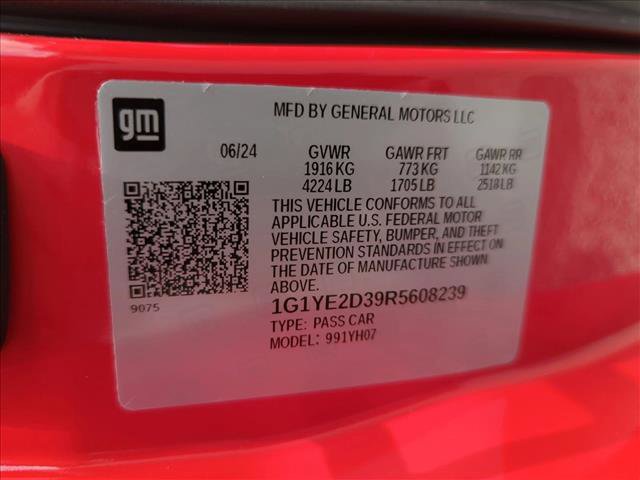 gm
MFD BY GENERAL MOTORS LLC
06/24 GVWR GAWR FRT GAWR RR
1916 KG 773 KG 1142 KG
4224 LB 1705 LB 2518 LB
THIS VEHICLE CONFORMS TO ALL
APPLICABLE U.S. FEDERAL MOTOR
VEHICLE SAFETY, BUMPER, AND THEFT
PREVENTION STANDARDS IN EFFECT ON
THE DATE OF MANUFACTURE SHOWN
ABOVE.
9075
1G1YE2D39R5608239
TYPE: PASS CAR
MODEL: 991YH07